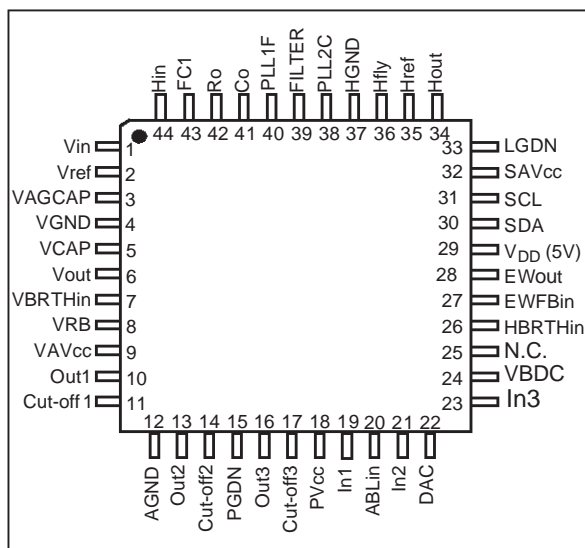 Hin
FC1
Ro
Co
PLL1F
FILTER
PLL2C
HGND
Hfly
Href
Hout
44 43 42 41 40 39 38 37 36 35 34
Vin 1
Vref 2
VAGCAP 3
VGND 4
VCAP 5
Vout 6
VBRTHin 7
VRB 8
VAVcc 9
Out1 10
Cut-off1 11
33 LGDN
32 SAVcc
31 SCL
30 SDA
29 VDD (5V)
28 EWout
27 EWFBin
26 HBRTHin
25 N.C.
24 VBDC
23 In3
12 13 14 15 16 17 18 19 20 21 22
AGND
Out2
Cut-off2
PGDN
Out3
Cut-off3
PVcc
In1
ABLin
In2
DAC